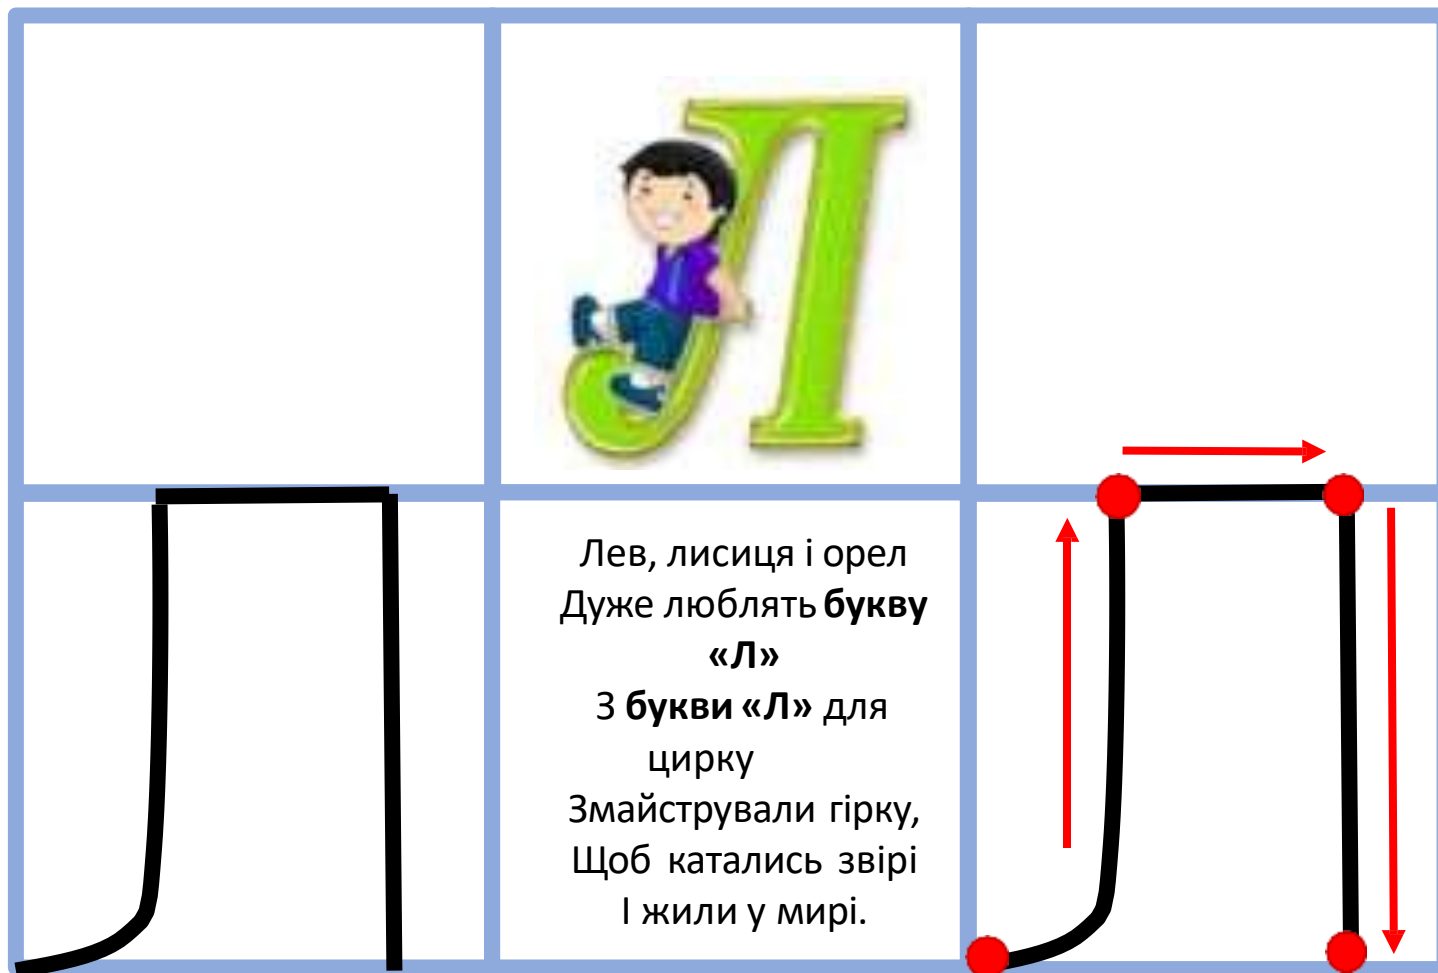 Л
Лев, лисиця і орел
Дуже люблять букву
«Л»
З букви «Л» для
цирку
Змайстрували гірку,
Щоб катались звірі
І жили у мирі.
Л
Л